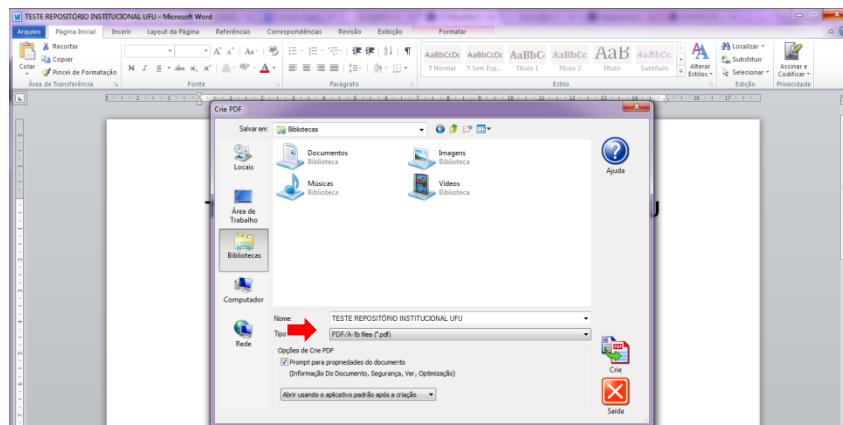 TESTE REPOSITÓRIO INSTITUCIONAL UFU - Microsoft Word
Arquivo Página Inicial Inserir Layout da Página Referências Correspondências Revisão Exibição Formatar
Recortar
Copiar
Pincel de Formatação
Colar
Área de Transferência
N I S abc x, x²
Fonte
Parágrafo
AaBbCcDc AaBbCcDc AaBbC AaBbCc AaB AaBbCc.
¶ Normal ¶ Sem Esp... Título 1 Título 2 Título Subtítulo
Estilo
Alterar Estilos
Localizar
Substituir
Selecionar
Edição
Assinar e Codificar
Privacidade
Crie PDF
Salvar em: Bibliotecas
Locais
Área de Trabalho
Bibliotecas
Computador
Rede
Documentos
Biblioteca
Imagens
Biblioteca
Músicas
Biblioteca
Vídeos
Biblioteca
Ajuda
Nome: TESTE REPOSITÓRIO INSTITUCIONAL UFU
Tipo PDF/A-1b files (*.pdf)
Opções de Crie PDF
Prompt para propriedades do documento
(Informação Do Documento, Segurança, Ver, Optimização)
Abrir usando o aplicativo padrão após a criação
Crie
Saída